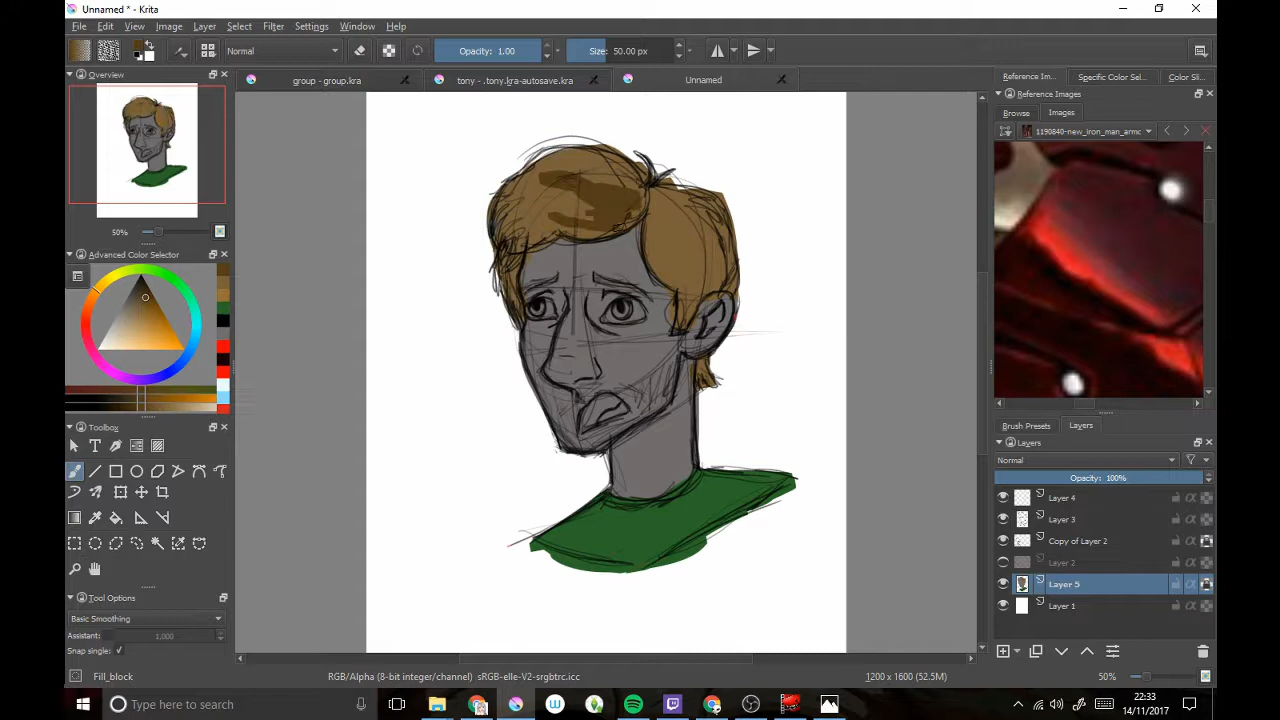 Unnamed * - Krita
File Edit View Image Layer Select Filter Settings Window Help
Normal
Opacity: 1.00
Size: 50.00 px
Overview
group - group.kra
tony - .tony.kra-autosave.kra
Unnamed
Reference Im...
Specific Color Sel...
Color Sli...
Reference Images
Browse
Images
1190840-new_iron_man_armc
50%
Advanced Color Selector
Toolbox
Brush Presets
Layers
Layers
Normal
Opacity: 100%
Layer 4
Layer 3
Copy of Layer 2
Layer 2
Layer 5
Layer 1
Tool Options
Basic Smoothing
Assistant:
1,000
Snap single:
Fill_block
RGB/Alpha (8-bit integer/channel) sRGB-elle-V2-srgbtrc.icc
1200 x 1600 (52.5M)
50%
Type here to search
22:33
14/11/2017